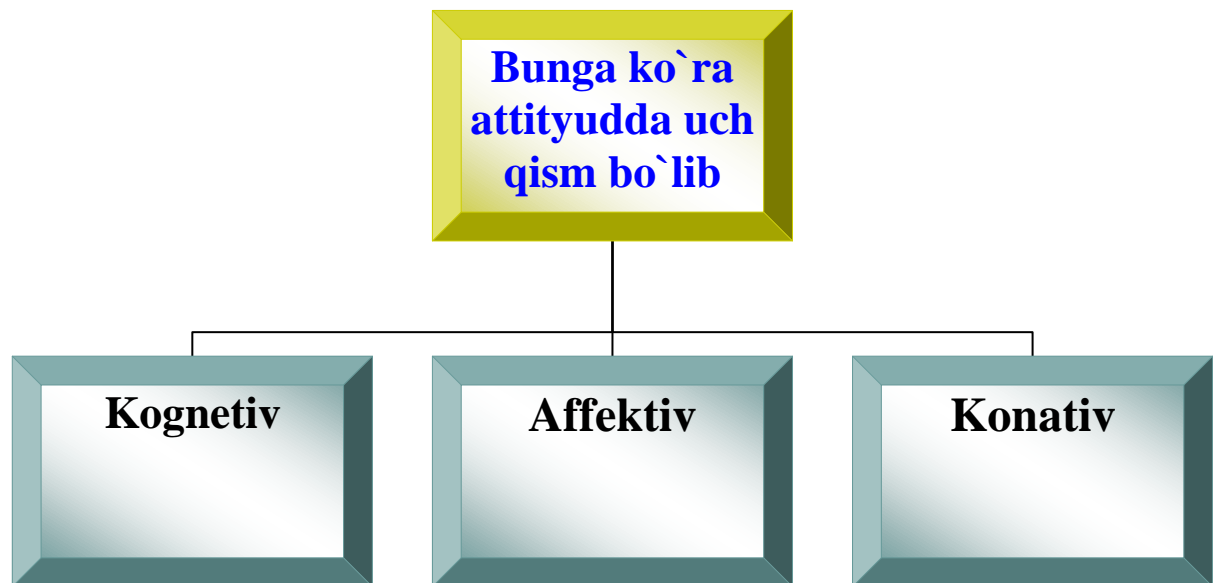 Bunga ko`ra
attityudda uch
qism bo`lib
Kognetiv
Affektiv
Konativ